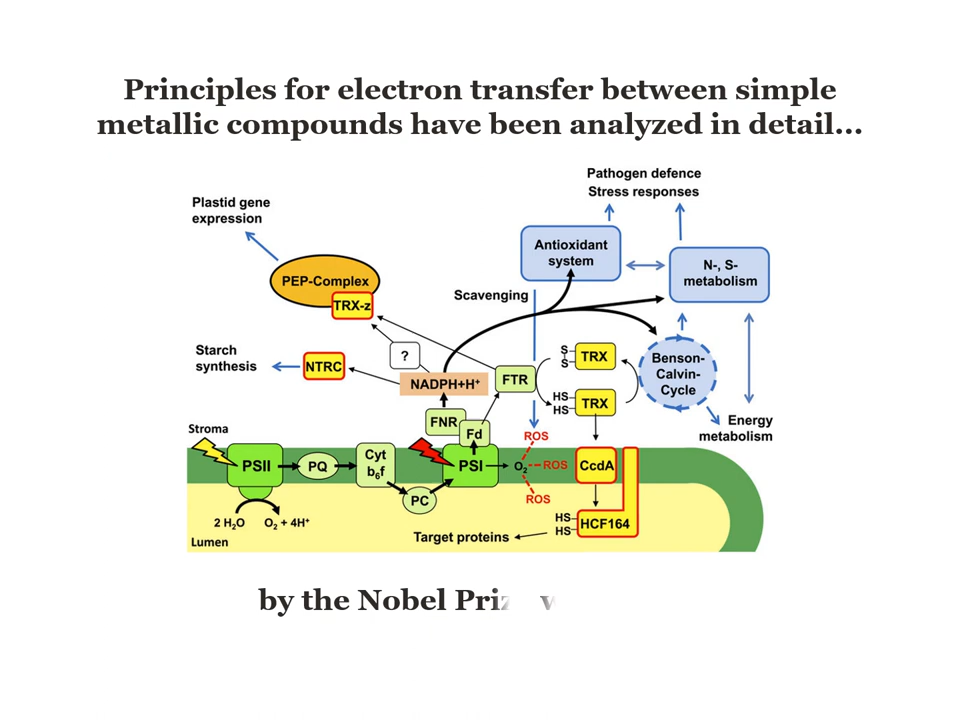 Principles for electron transfer between simple
metallic compounds have been analyzed in detail...
Pathogen defence
Stress responses
Plastid gene
expression
Antioxidant
system
N-, S-
metabolism
PEP-Complex
TRX-z
Scavenging
?
Starch
synthesis
NTRC
NADPH+H⁺
FTR
S
S
TRX
HS
HS
TRX
Benson-
Calvin-
Cycle
Energy
metabolism
FNR
Fd
Stroma
PSII
PQ
Cyt
b₆f
PC
PSI
O₂
ROS
ROS
ROS
CcdA
2 H₂O
O₂ + 4H⁺
HS
HS
HCF164
Target proteins
Lumen
by the Nobel